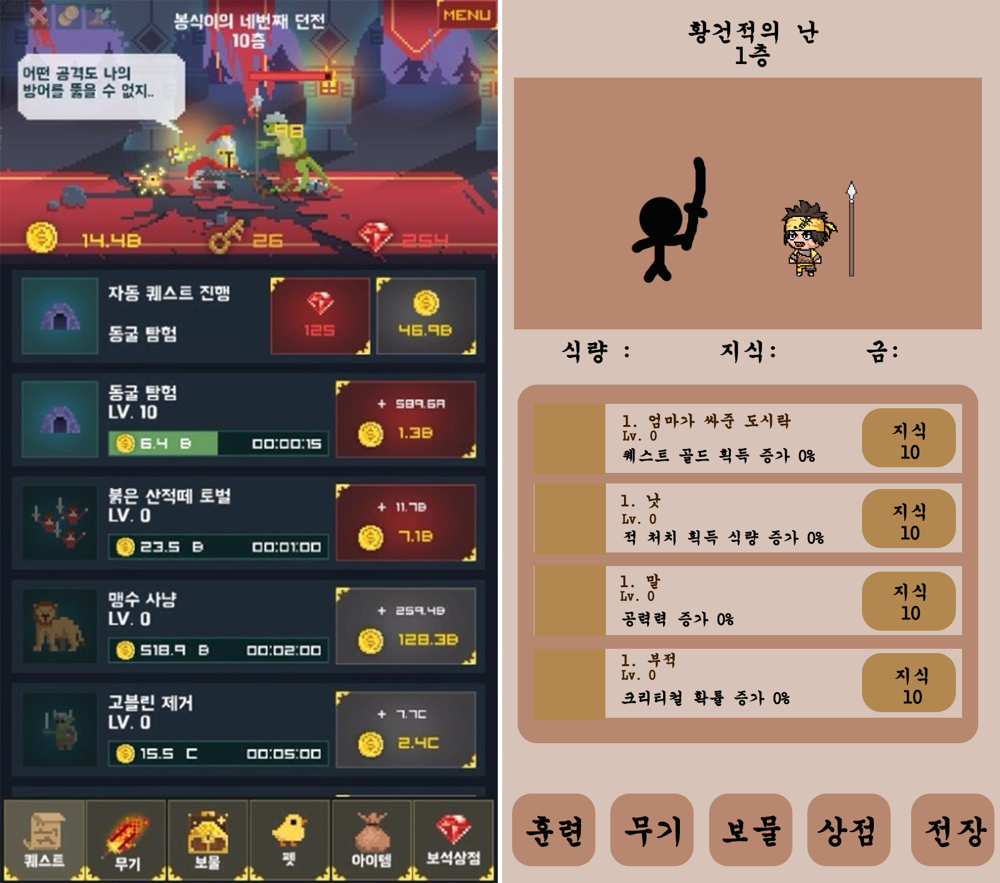 봉식이의 네번째 던전
10층
MENU
어떤 공격도 나의
방어를 뚫을 수 없지..
98
14.4B
26
254
자동 퀘스트 진행
동굴 탐험
125
46.9B
동굴 탐험
LV. 10
6.4 B
00:00:15
+ 589.6A
1.3B
붉은 산적떼 토벌
LV. 0
23.5 B
00:01:00
+ 11.7B
7.1B
맹수 사냥
LV. 0
518.9 B
00:02:00
+ 259.4B
128.3B
고블린 제거
LV. 0
15.5 C
00:05:00
+ 7.7C
2.4C
퀘스트
무기
보물
펫
아이템
보석상점
황건적의 난
1층
식량 :
지식:
금:
1. 엄마가 싸준 도시락
Lv. 0
퀘스트 골드 획득 증가 0%
지식
10
1. 낫
Lv. 0
적 처치 획득 식량 증가 0%
지식
10
1. 말
Lv. 0
공력력 증가 0%
지식
10
1. 부적
Lv. 0
크리티컬 확률 증가 0%
지식
10
훈련
무기
보물
상점
전장